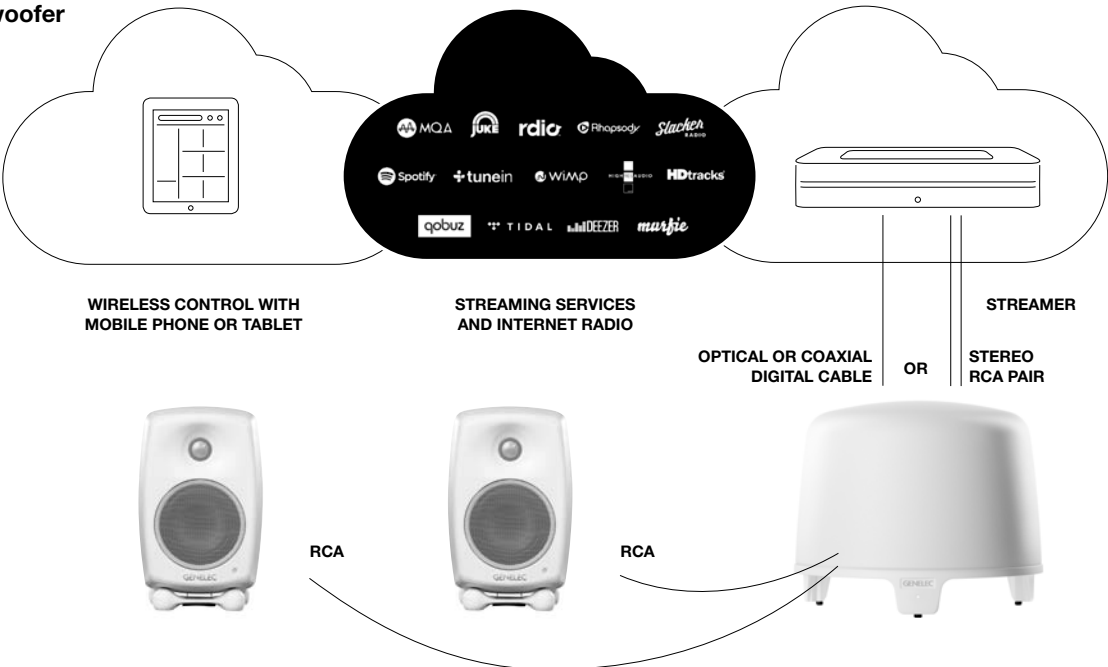 oofer
MQA JUKE rdio Rhapsody Slacker RADIO
Spotify tunein WiMP HIGHRESAUDIO HDtracks
qobuz TIDAL DEEZER murfie
WIRELESS CONTROL WITH
MOBILE PHONE OR TABLET
STREAMING SERVICES
AND INTERNET RADIO
STREAMER
OPTICAL OR COAXIAL
DIGITAL CABLE
OR
STEREO
RCA PAIR
RCA
RCA
GENELEC
GENELEC
GENELEC